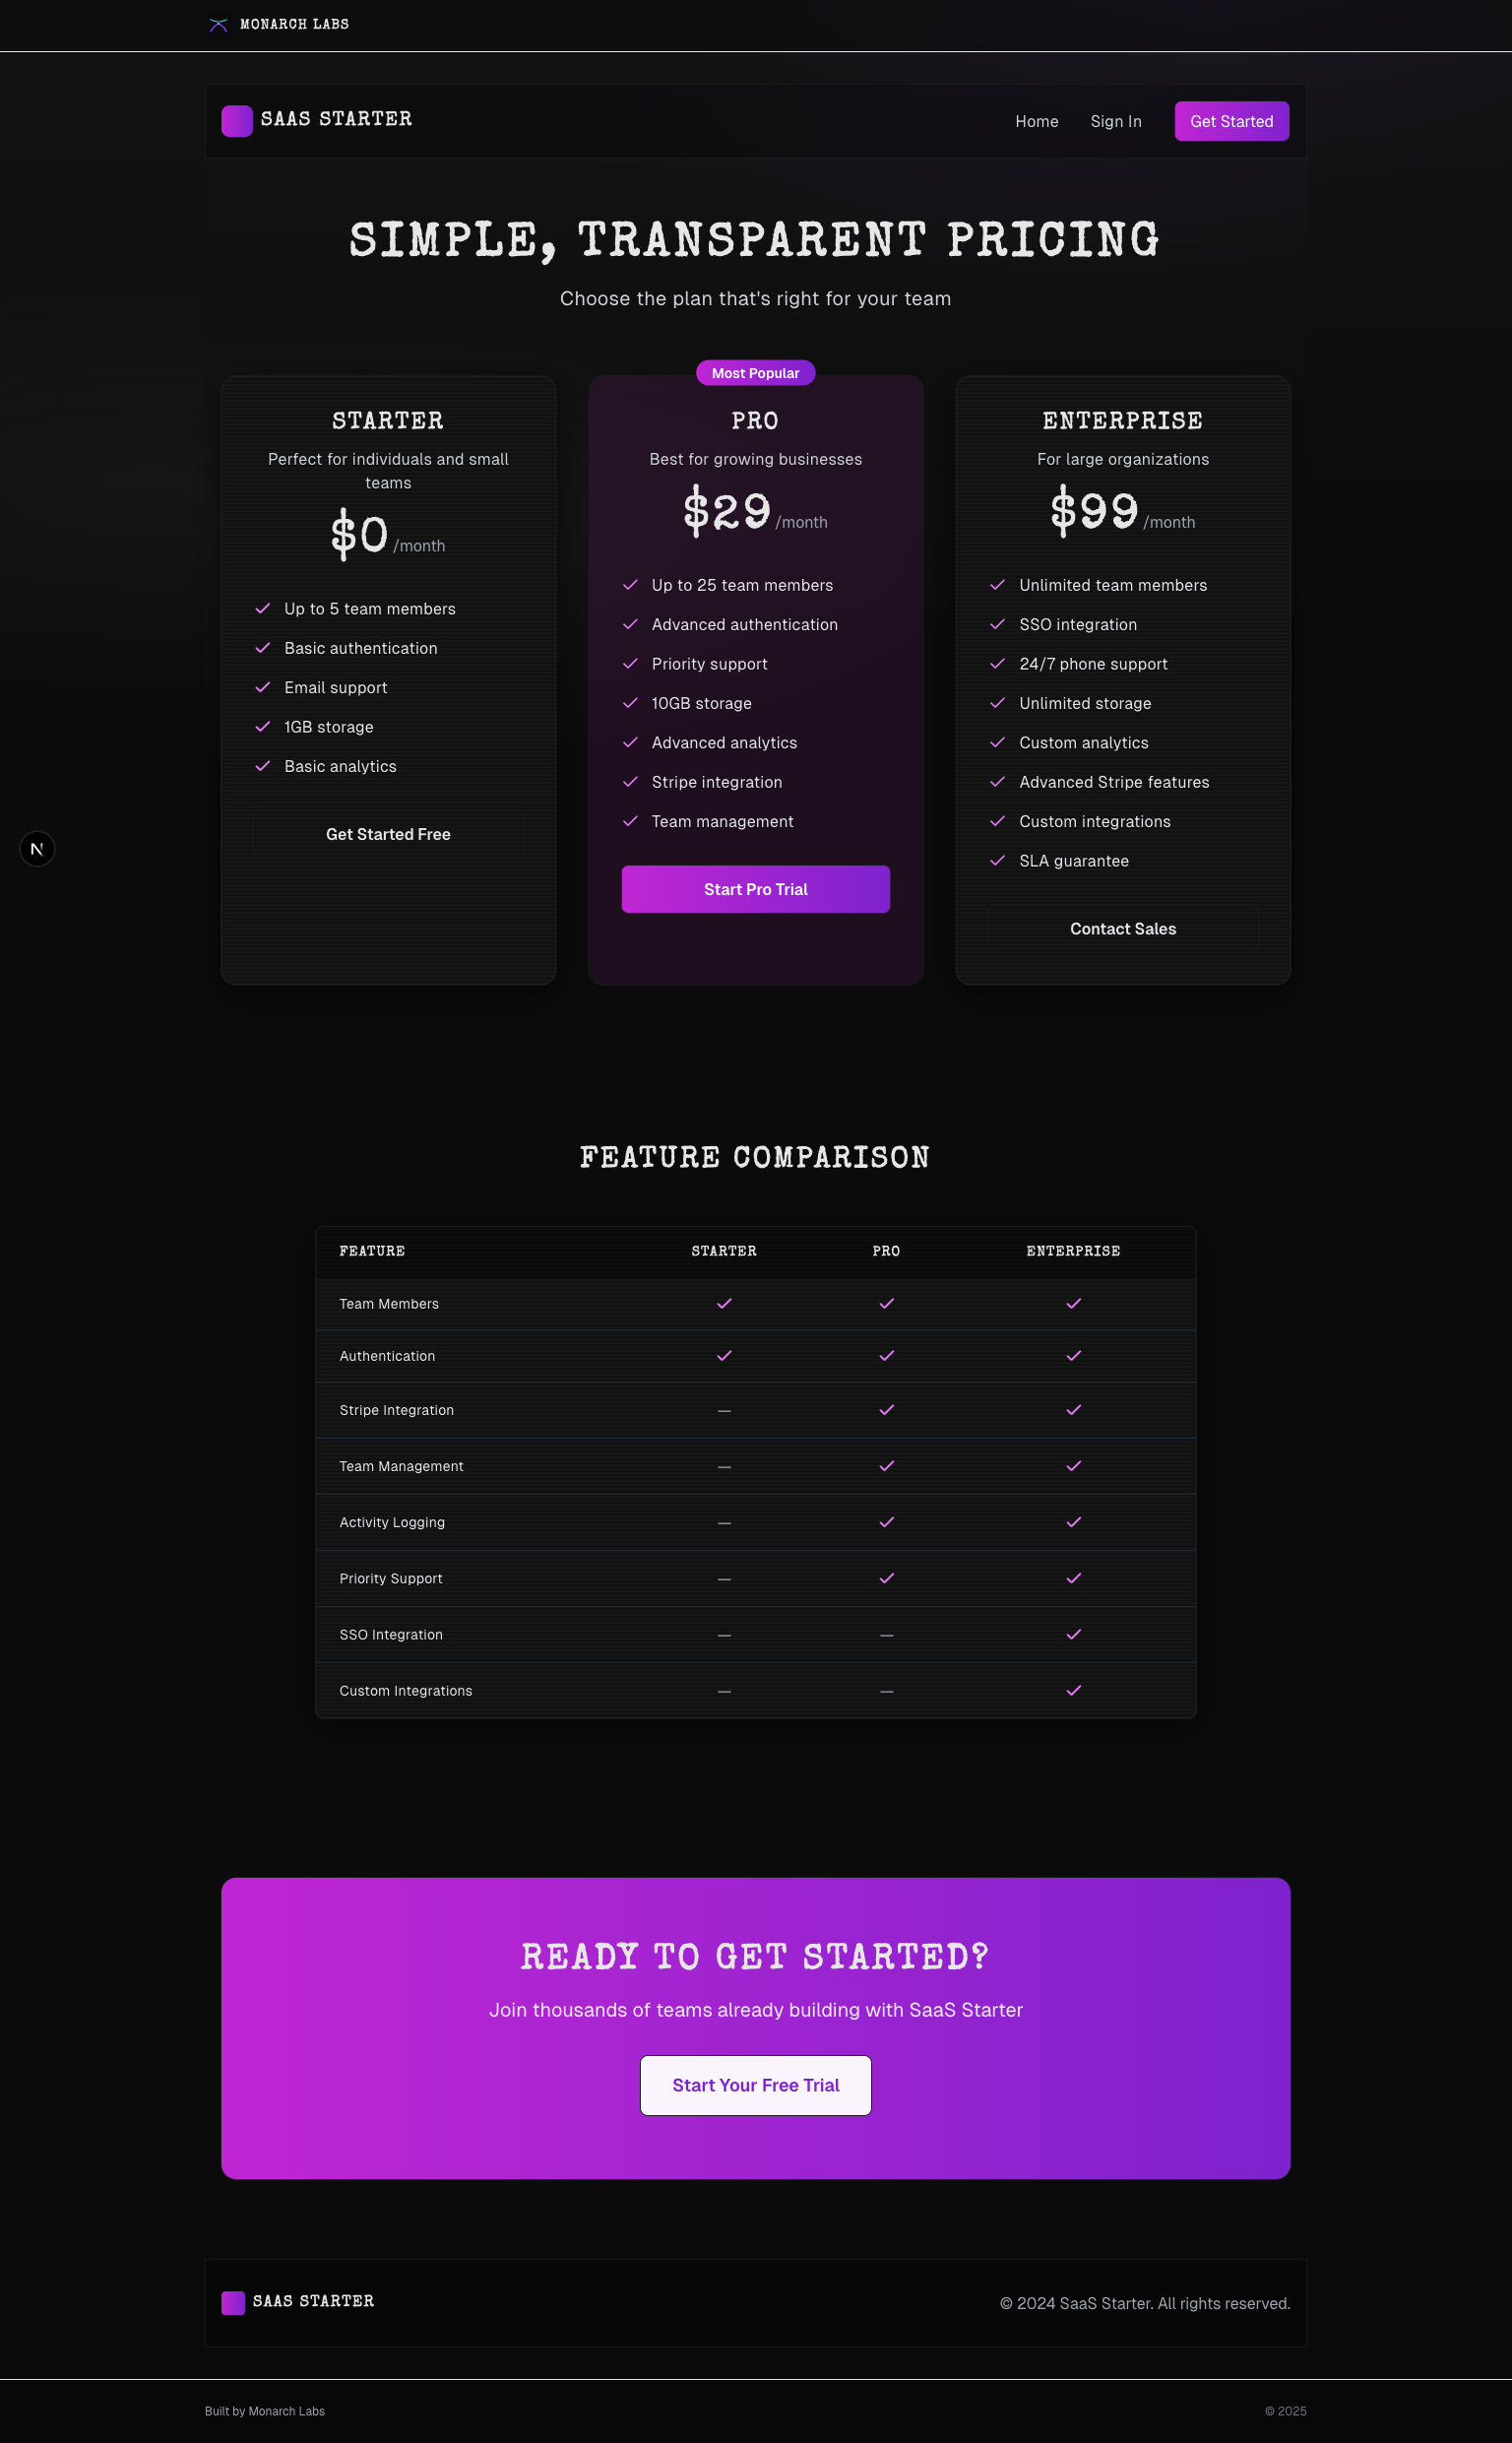 MONARCH LABS
SAAS STARTER
Home
Sign In
Get Started
SIMPLE, TRANSPARENT PRICING
Choose the plan that's right for your team
STARTER
Perfect for individuals and small
teams
$0 /month
Up to 5 team members
Basic authentication
Email support
1GB storage
Basic analytics
Get Started Free
Most Popular
PRO
Best for growing businesses
$29 /month
Up to 25 team members
Advanced authentication
Priority support
10GB storage
Advanced analytics
Stripe integration
Team management
Start Pro Trial
ENTERPRISE
For large organizations
$99 /month
Unlimited team members
SSO integration
24/7 phone support
Unlimited storage
Custom analytics
Advanced Stripe features
Custom integrations
SLA guarantee
Contact Sales
N
FEATURE COMPARISON
FEATURE STARTER PRO ENTERPRISE
Team Members
Authentication
Stripe Integration — 
Team Management — 
Activity Logging — 
Priority Support — 
SSO Integration — — 
Custom Integrations — — 
READY TO GET STARTED?
Join thousands of teams already building with SaaS Starter
Start Your Free Trial
SAAS STARTER
© 2024 SaaS Starter. All rights reserved.
Built by Monarch Labs
© 2025